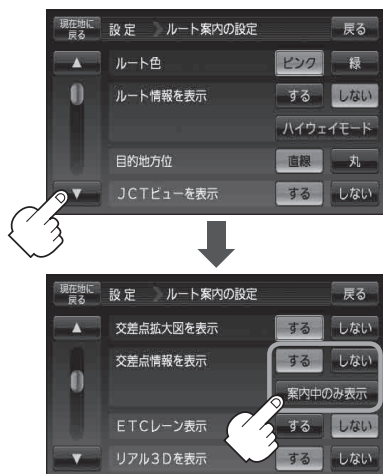 現在地に戻る 設定 ルート案内の設定 戻る
▲ ルート色 ピンク 緑
ルート情報を表示 する しない
ハイウェイモード
目的地方位 直線 丸
▼ JCTビューを表示 する しない
現在地に戻る 設定 ルート案内の設定 戻る
▲ 交差点拡大図を表示 する しない
交差点情報を表示 する しない
案内中のみ表示
ETCレーン表示 する しない
▼ リアル3Dを表示 する しない